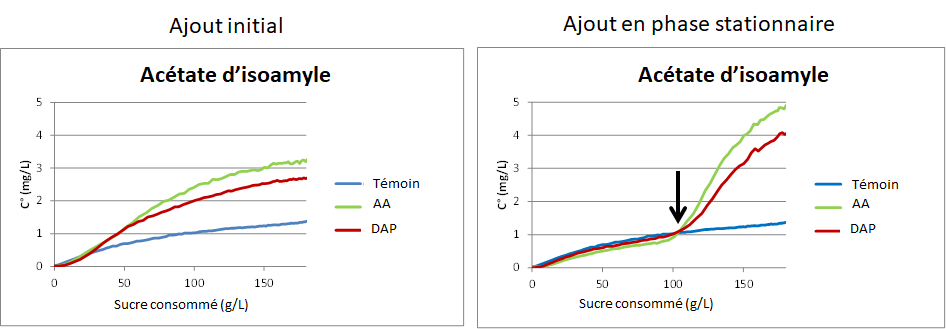 Ajout initial
Acétate d'isoamyle
5
4
3
2
1
0
C° (mg/L)
0
50
100
150
Sucre consommé (g/L)
Témoin
AA
DAP
Ajout en phase stationnaire
Acétate d'isoamyle
5
4
3
2
1
0
C° (mg/L)
0
50
100
150
Sucre consommé (g/L)
Témoin
AA
DAP